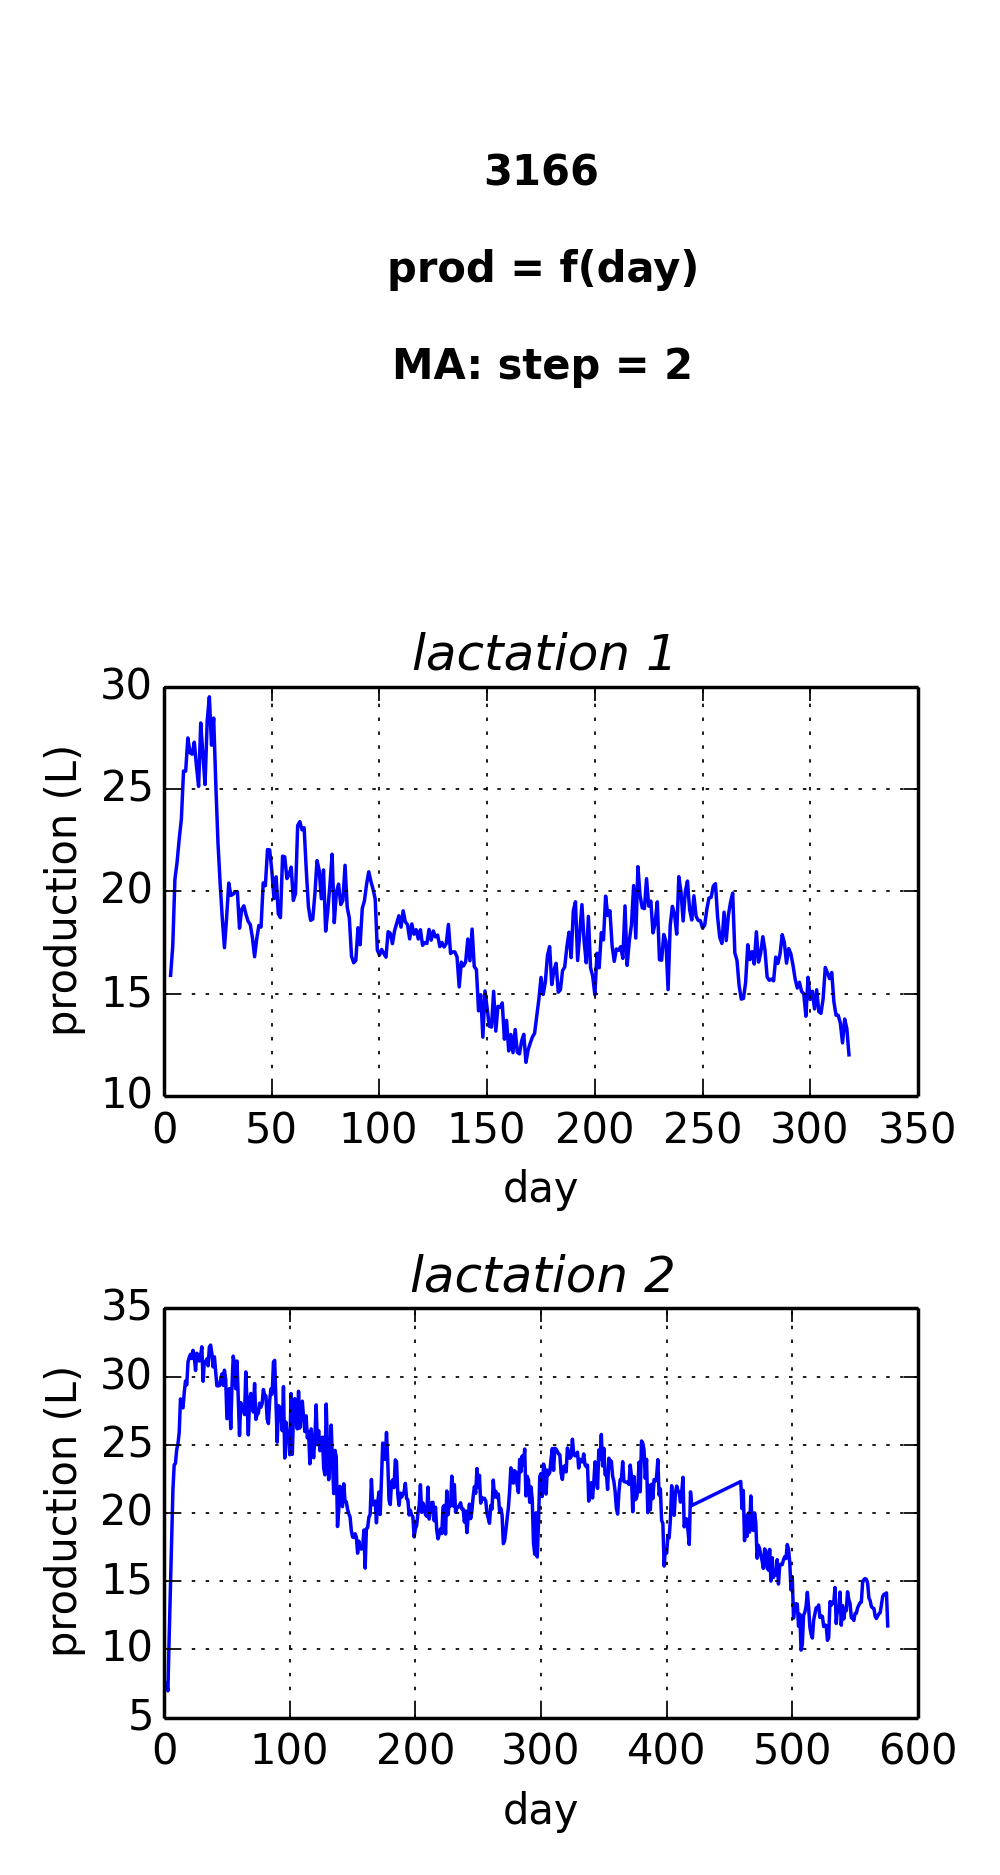 3166
prod = f(day)
MA: step = 2
lactation 1
production (L)
30
25
20
15
10
0 50 100 150 200 250 300 350
day
lactation 2
production (L)
35
30
25
20
15
10
5
0 100 200 300 400 500 600
day